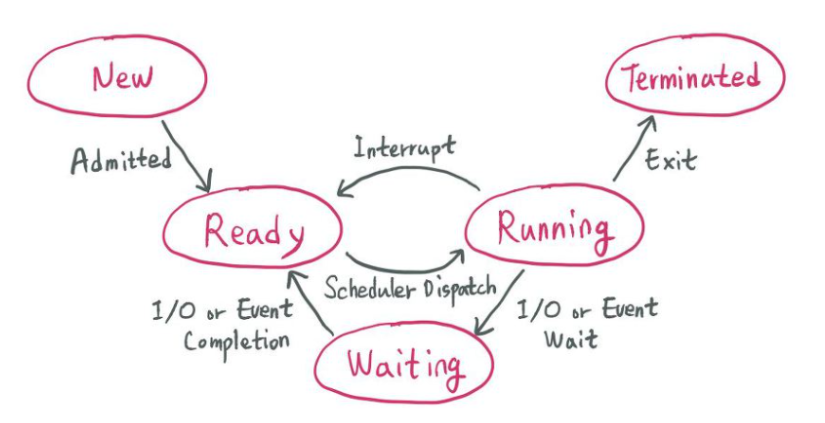 New
Terminated
Admitted
Interrupt
Exit
Ready
Running
Scheduler Dispatch
I/O or Event
Completion
I/O or Event
Wait
Waiting